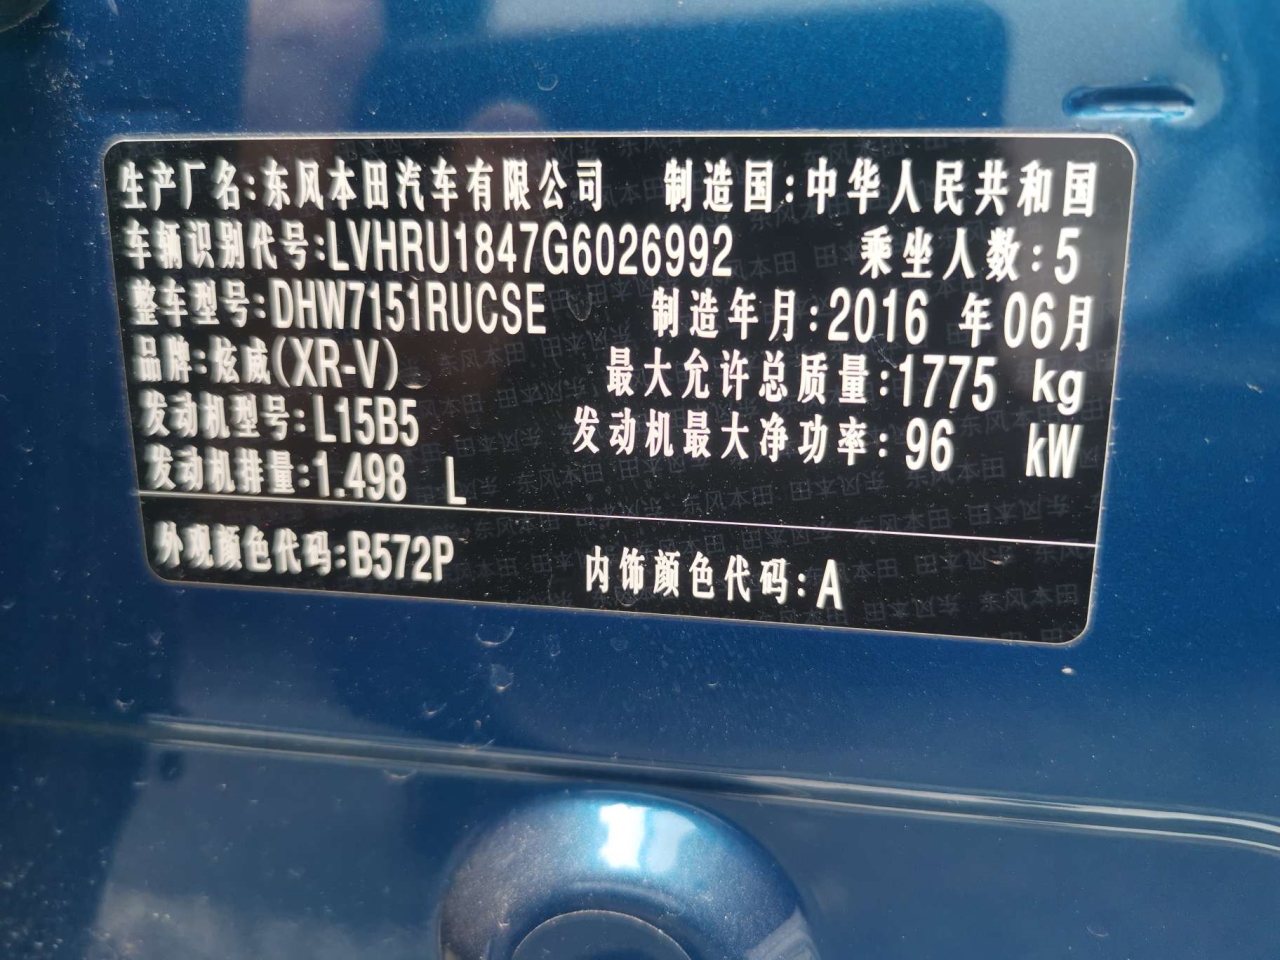 生产厂名:东风本田汽车有限公司 制造国:中华人民共和国
车辆识别代号:LVHRU1847G6026992 乘坐人数:5
整车型号:DHW7151RUCSE 制造年月:2016 年 06月
品牌:炫威(XR-V) 最大允许总质量:1775 kg
发动机型号:L15B5 发动机最大净功率:96 kW
发动机排量:1.498 L
外观颜色代码:B572P 内饰颜色代码:A